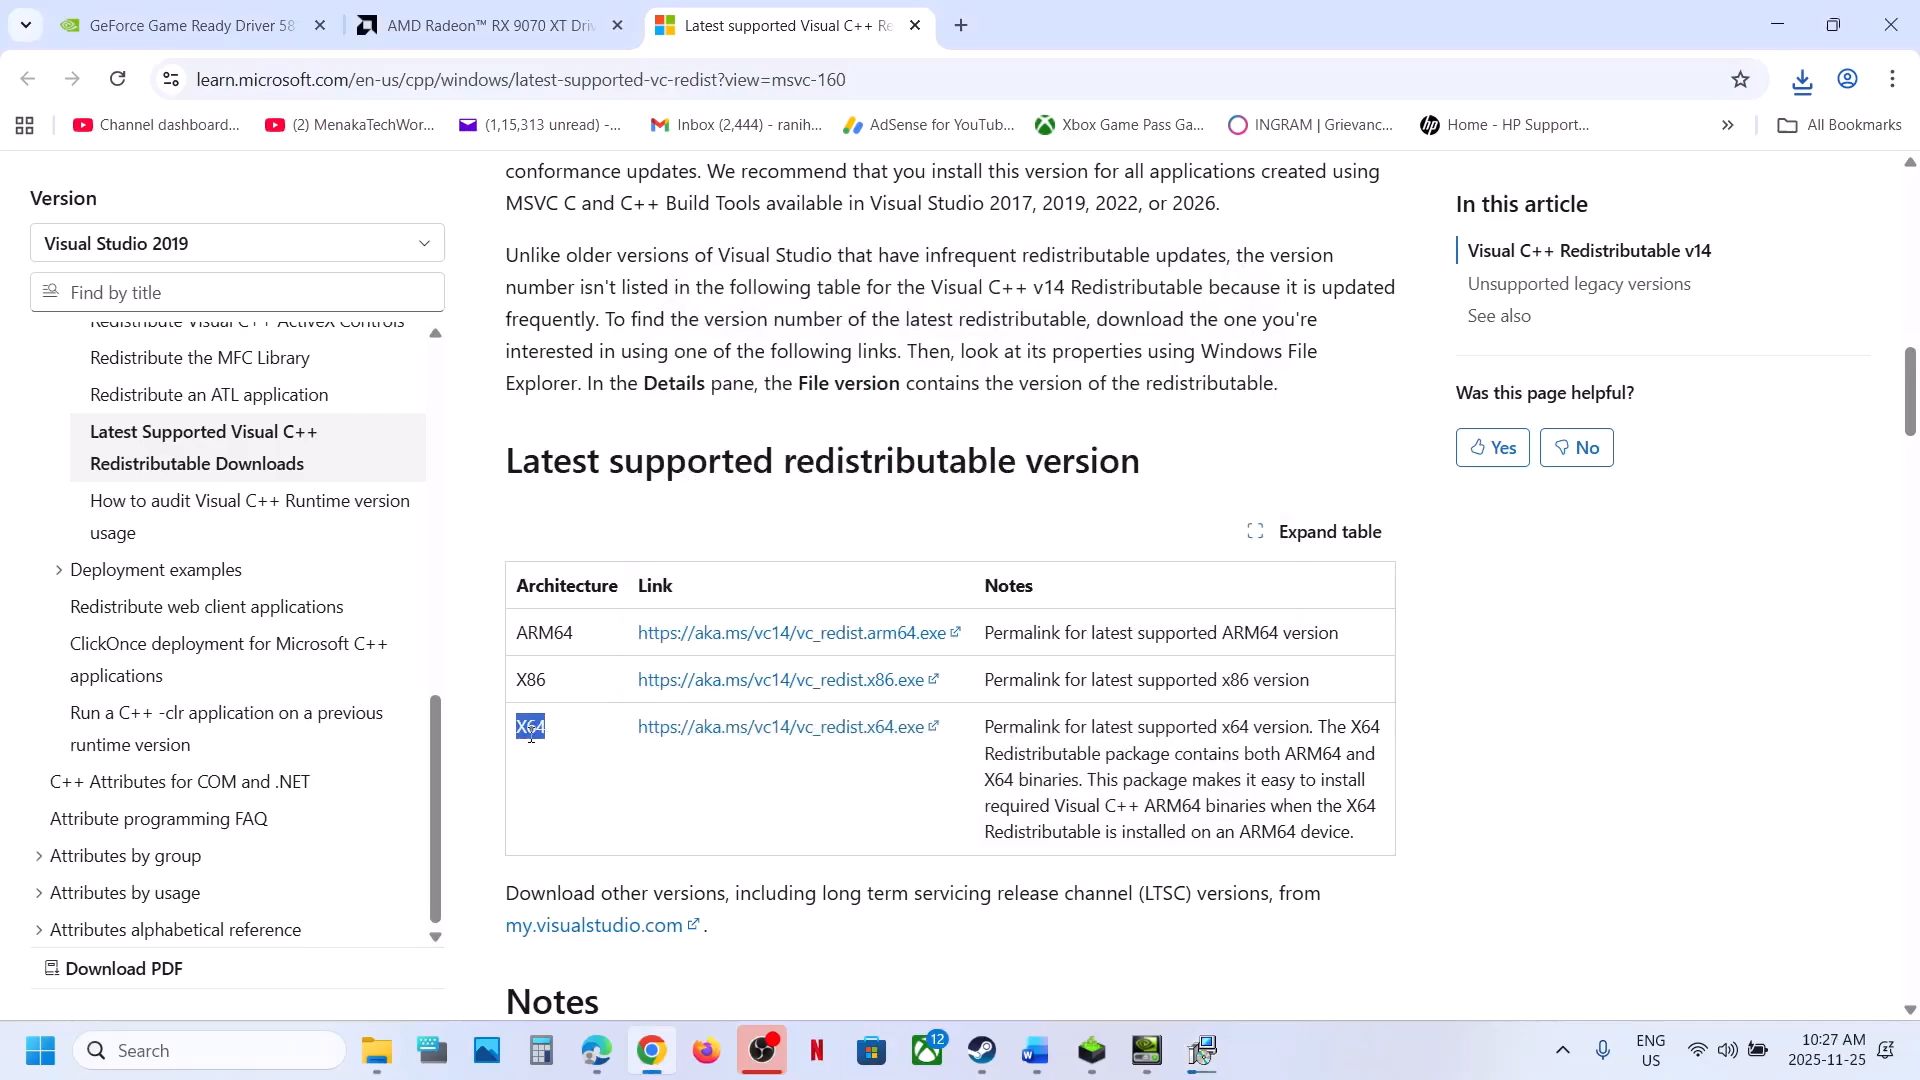 GeForce Game Ready Driver 58
AMD Radeon™ RX 9070 XT Driv
Latest supported Visual C++ Re
learn.microsoft.com/en-us/cpp/windows/latest-supported-vc-redist?view=msvc-160
Channel dashboard...
(2) MenakaTechWor...
(1,15,313 unread) -...
Inbox (2,444) - ranih...
AdSense for YouTub...
Xbox Game Pass Ga...
INGRAM | Grievanc...
Home - HP Support...
All Bookmarks
Version
Visual Studio 2019
Find by title
Redistribute Visual C++ ActiveX Controls
Redistribute the MFC Library
Redistribute an ATL application
Latest Supported Visual C++
Redistributable Downloads
How to audit Visual C++ Runtime version
usage
Deployment examples
Redistribute web client applications
ClickOnce deployment for Microsoft C++
applications
Run a C++ -clr application on a previous
runtime version
C++ Attributes for COM and .NET
Attribute programming FAQ
Attributes by group
Attributes by usage
Attributes alphabetical reference
Download PDF
conformance updates. We recommend that you install this version for all applications created using
MSVC C and C++ Build Tools available in Visual Studio 2017, 2019, 2022, or 2026.
Unlike older versions of Visual Studio that have infrequent redistributable updates, the version
number isn't listed in the following table for the Visual C++ v14 Redistributable because it is updated
frequently. To find the version number of the latest redistributable, download the one you're
interested in using one of the following links. Then, look at its properties using Windows File
Explorer. In the Details pane, the File version contains the version of the redistributable.
Latest supported redistributable version
Expand table
Architecture Link Notes
ARM64 https://aka.ms/vc14/vc_redist.arm64.exe Permalink for latest supported ARM64 version
X86 https://aka.ms/vc14/vc_redist.x86.exe Permalink for latest supported x86 version
X64 https://aka.ms/vc14/vc_redist.x64.exe Permalink for latest supported x64 version. The X64
Redistributable package contains both ARM64 and
X64 binaries. This package makes it easy to install
required Visual C++ ARM64 binaries when the X64
Redistributable is installed on an ARM64 device.
Download other versions, including long term servicing release channel (LTSC) versions, from
my.visualstudio.com.
Notes
In this article
Visual C++ Redistributable v14
Unsupported legacy versions
See also
Was this page helpful?
Yes
No
Search
12
ENG
US
10:27 AM
2025-11-25